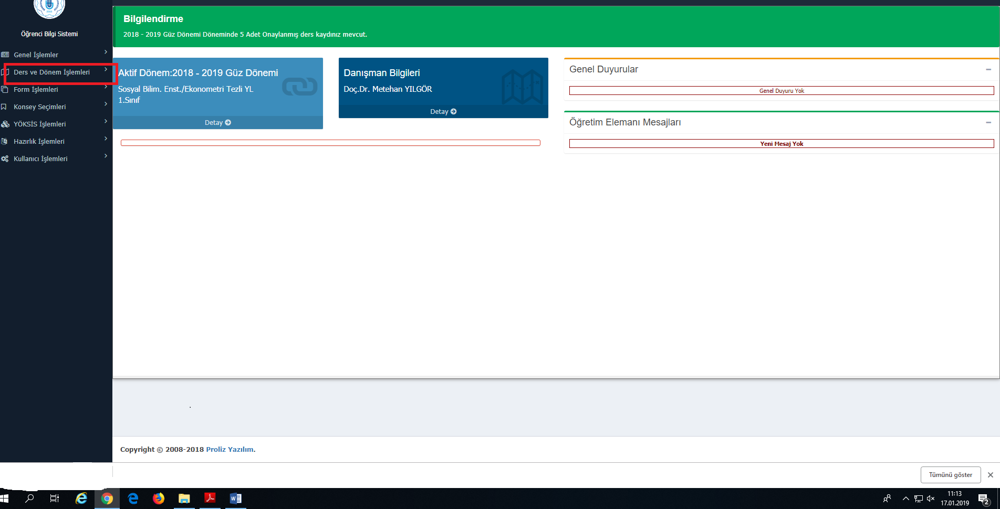 2019
Öğrenci Bilgi Sistemi
Genel İşlemler
Ders ve Dönem İşlemleri
Form İşlemleri
Konsey Seçimleri
YÖKSİS İşlemleri
Hazırlık İşlemleri
Kullanıcı İşlemleri
Bilgilendirme
2018 - 2019 Güz Dönemi Döneminde 5 Adet Onaylanmış ders kaydınız mevcut.
Aktif Dönem:2018 - 2019 Güz Dönemi
Sosyal Bilim. Enst./Ekonometri Tezli YL
1.Sınıf
Detay
Danışman Bilgileri
Doç.Dr. Metehan YILGÖR
Detay
Genel Duyurular
Genel Duyuru Yok
Öğretim Elemanı Mesajları
Yeni Mesaj Yok
.
Copyright © 2008-2018 Proliz Yazılım.
Tümünü göster
11:13
17.01.2019
2